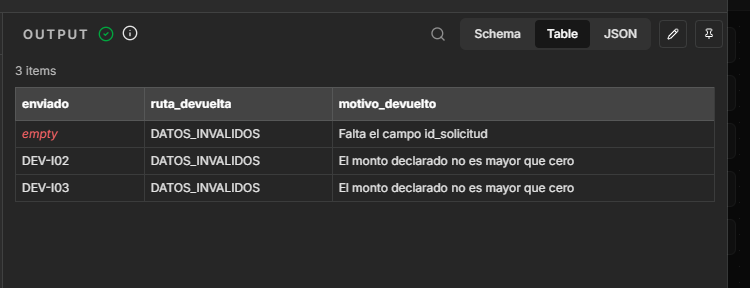 OUTPUT
Schema Table JSON
3 items
enviado ruta_devuelta motivo_devuelto
empty DATOS_INVALIDOS Falta el campo id_solicitud
DEV-I02 DATOS_INVALIDOS El monto declarado no es mayor que cero
DEV-I03 DATOS_INVALIDOS El monto declarado no es mayor que cero